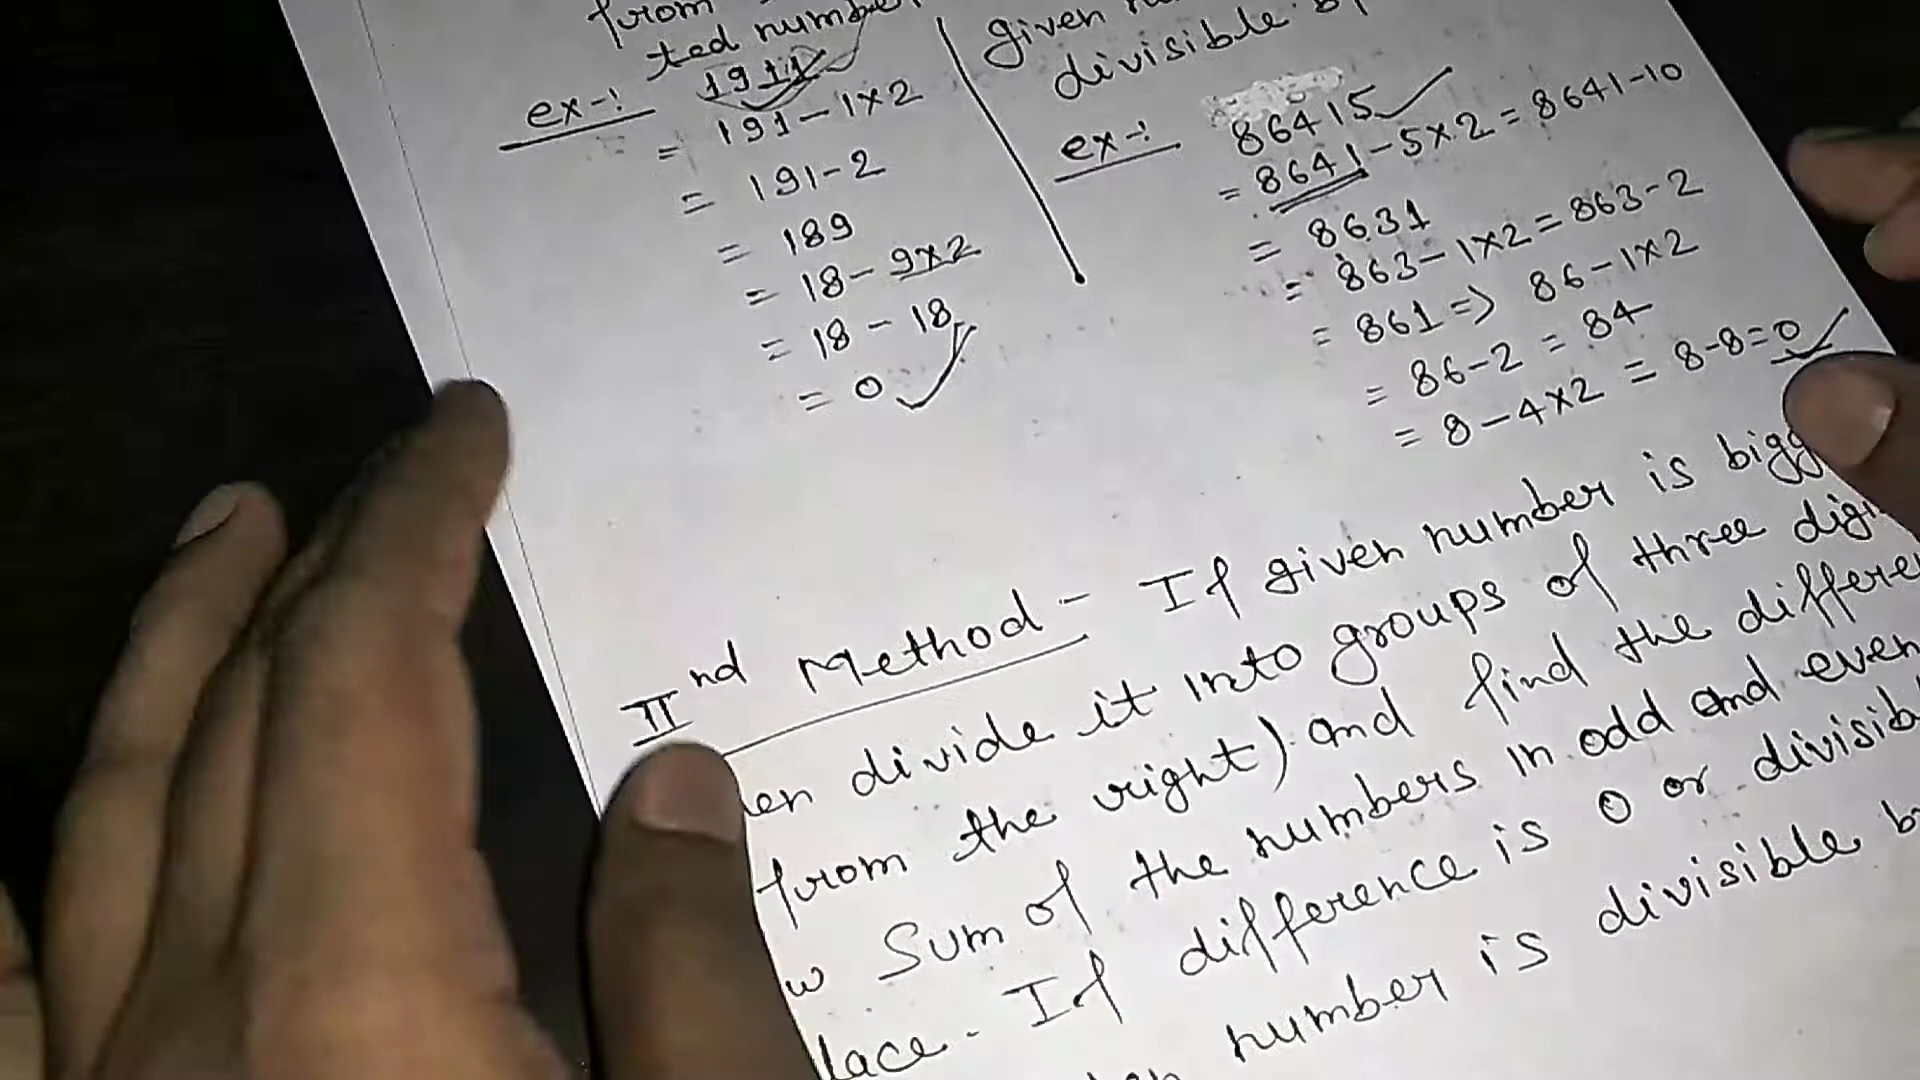 from
ted number
ex-: 1911
= 191-1×2
= 191-2
= 189
= 18-9×2
= 18-18
= 0
given
divisible
ex-: 86415
= 8641-5×2 = 8641-10
= 8631
= 863-1×2 = 863-2
= 861 => 86-1×2
= 86-2 = 84
= 8-4×2 = 8-8=0
IInd Method- If given number is bigg
en divide it into groups of three digi
from the right) and find the differe
w Sum of the numbers in odd and even
lace. If difference is 0 or divisib
number is divisible b